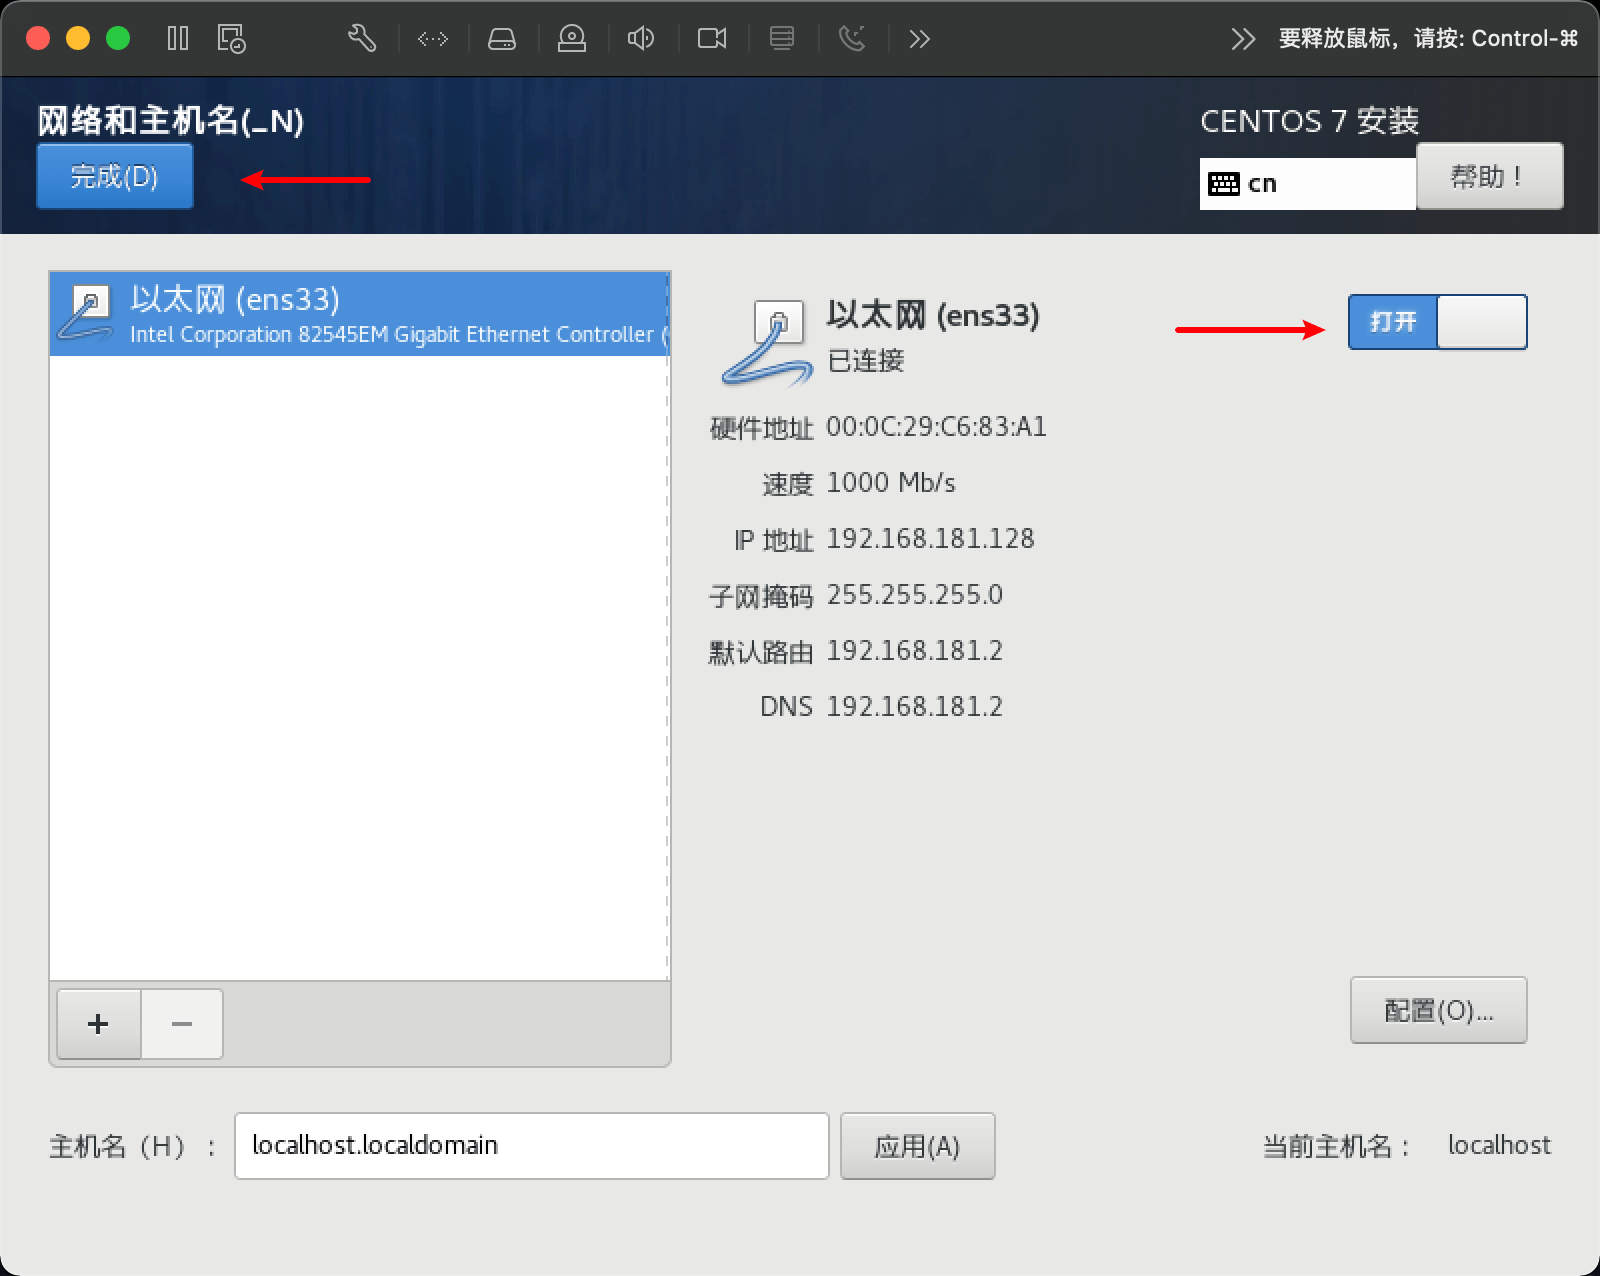 要释放鼠标，请按: Control-⌘
网络和主机名(_N)
CENTOS 7 安装
完成(D)
cn
帮助！
以太网 (ens33)
Intel Corporation 82545EM Gigabit Ethernet Controller (
以太网 (ens33)
已连接
打开
硬件地址 00:0C:29:C6:83:A1
速度 1000 Mb/s
IP 地址 192.168.181.128
子网掩码 255.255.255.0
默认路由 192.168.181.2
DNS 192.168.181.2
+ −
配置(O)...
主机名（H）： localhost.localdomain
应用(A)
当前主机名： localhost